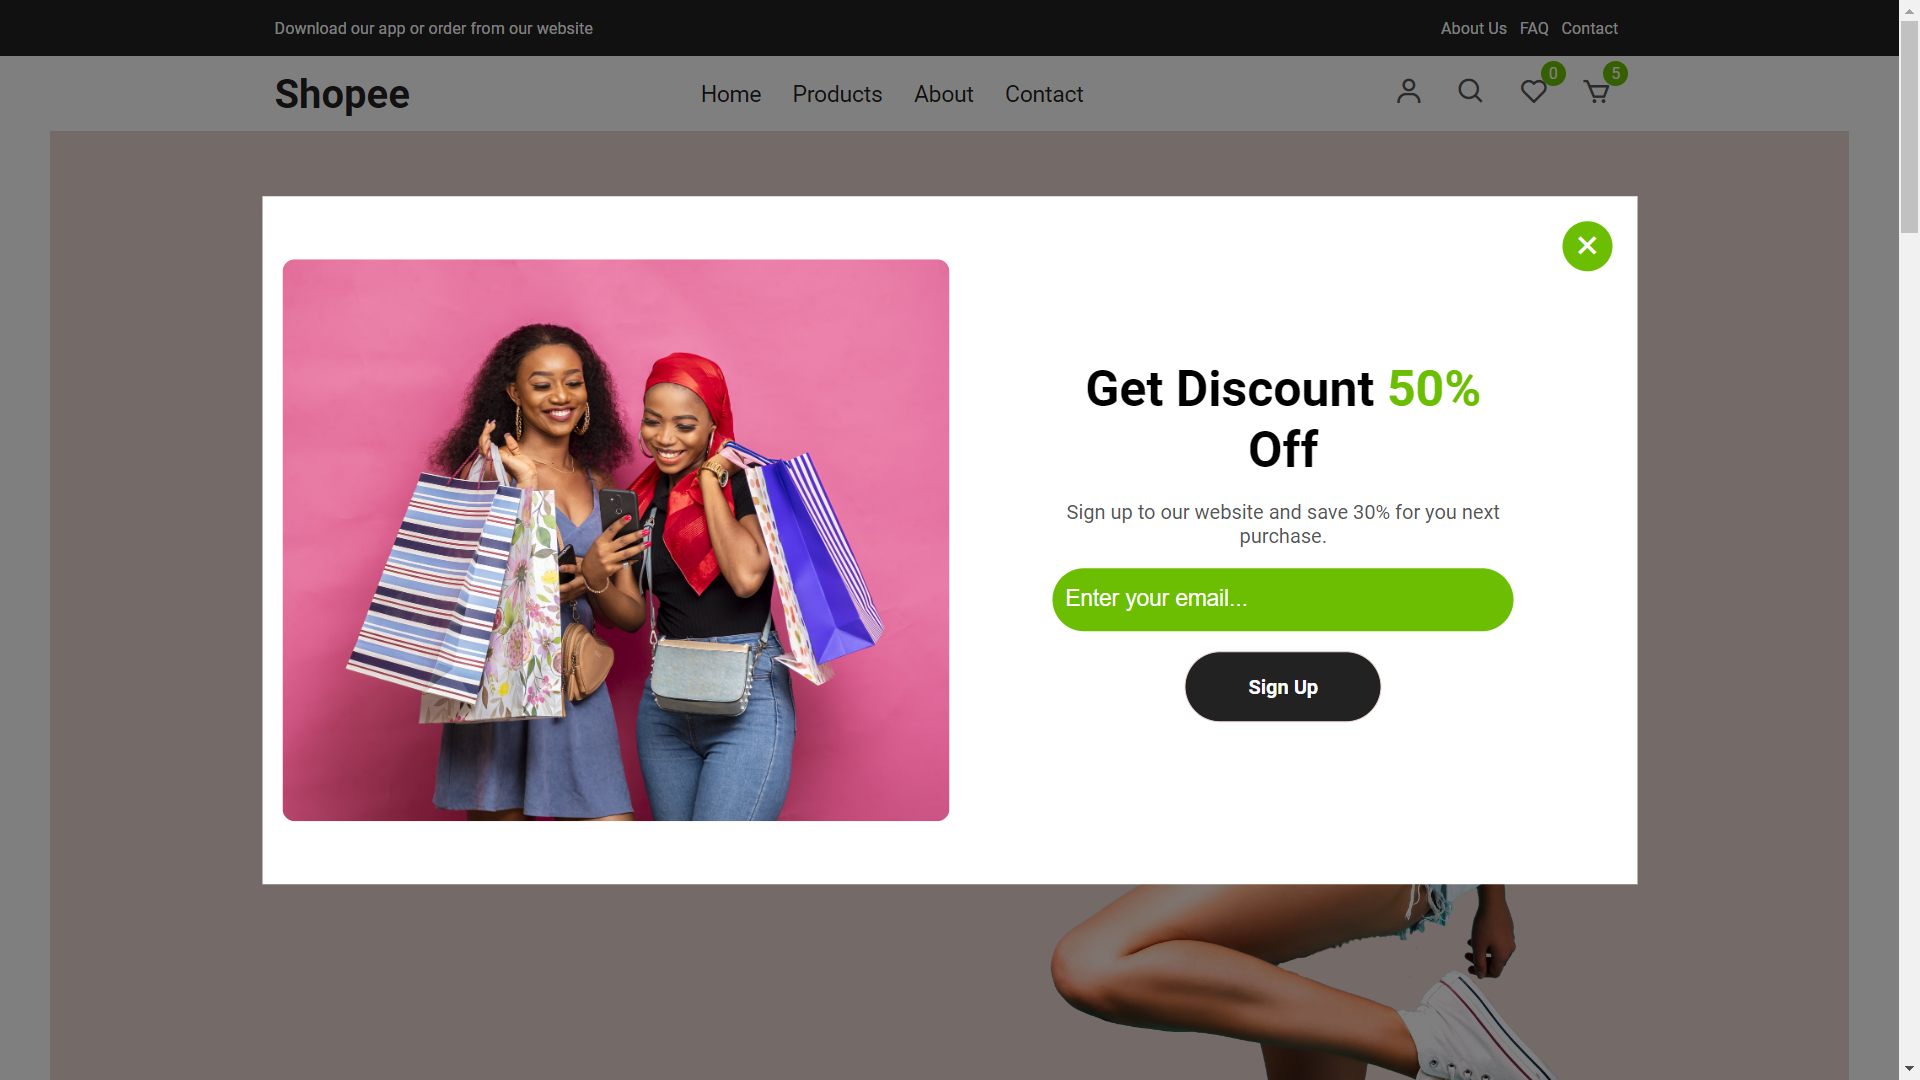 Download our app or order from our website
About Us FAQ Contact
Shopee
Home Products About Contact
0
5
Get Discount 50%
Off
Sign up to our website and save 30% for you next
purchase.
Enter your email...
Sign Up